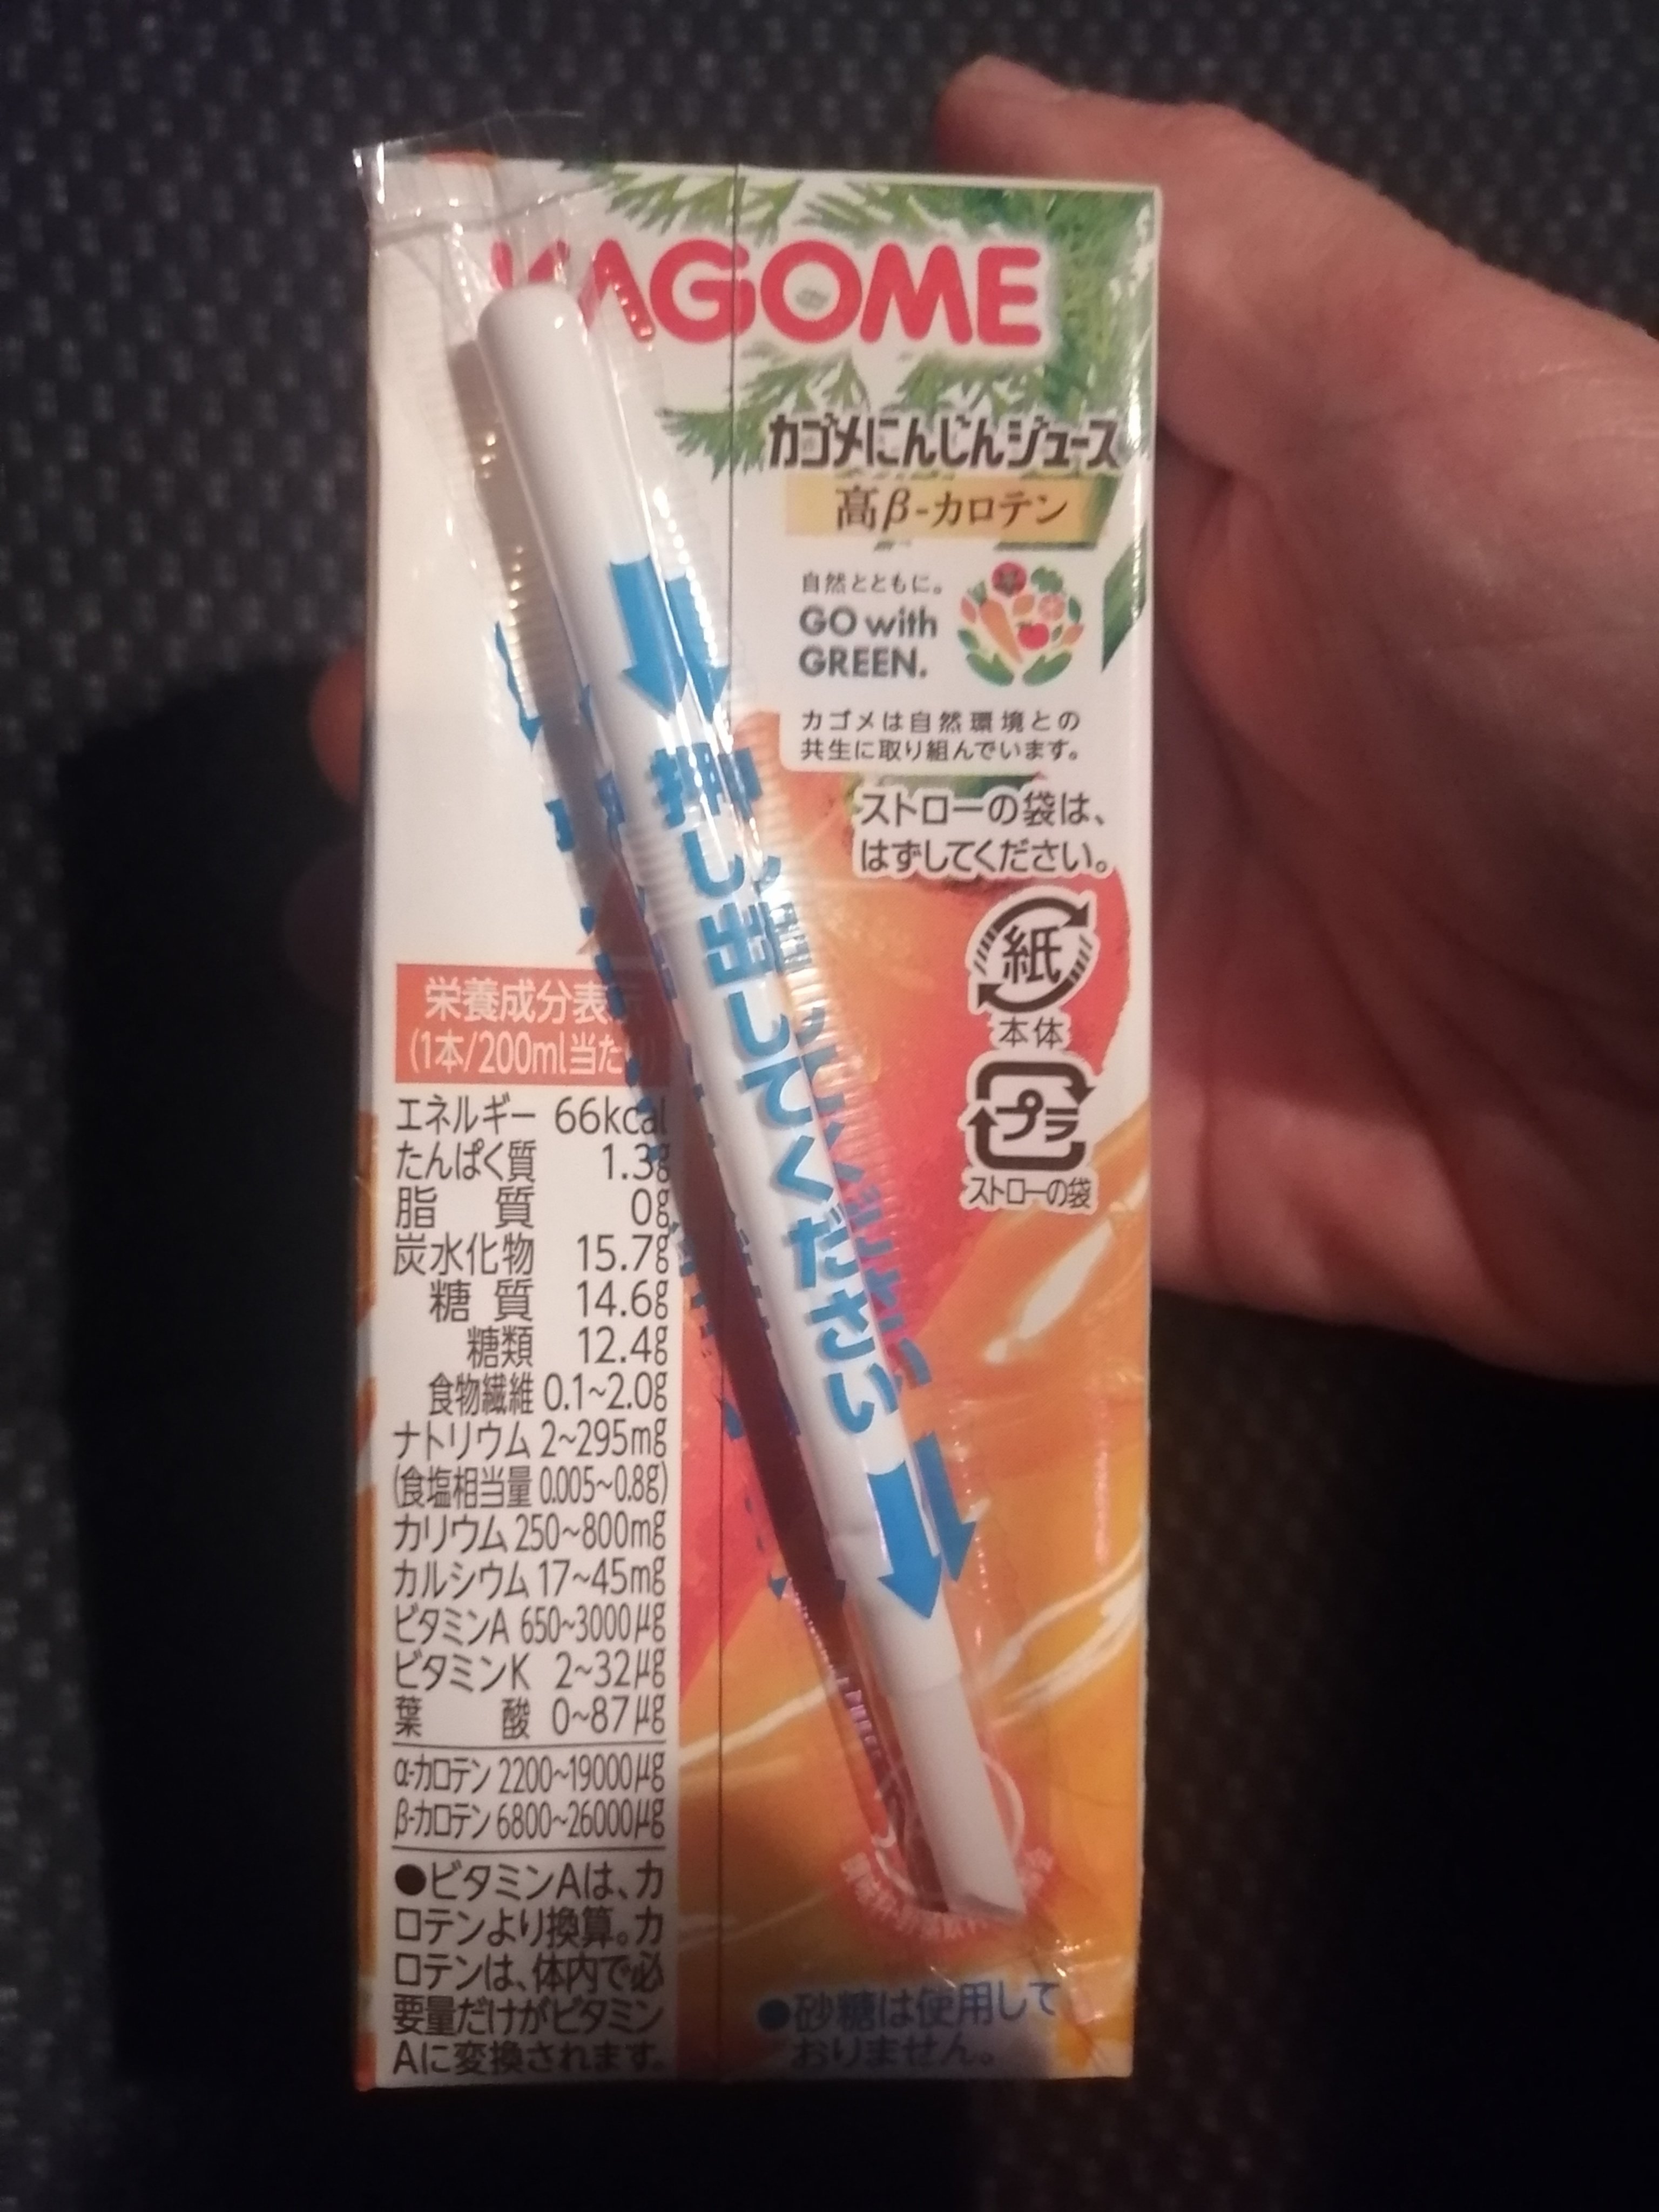 KAGOME
カゴメにんじんジュース
高β-カロテン
自然とともに。
GO with
GREEN.
カゴメは自然環境との
共生に取り組んでいます。
ストローの袋は、
はずしてください。
紙
本体
プラ
ストローの袋
押し出してください
栄養成分表示
(1本/200ml当たり)
エネルギー 66kcal
たんぱく質 1.3g
脂質 0g
炭水化物 15.7g
糖質 14.6g
糖類 12.4g
食物繊維 0.1~2.0g
ナトリウム 2~295mg
(食塩相当量 0.005~0.8g)
カリウム 250~800mg
カルシウム 17~45mg
ビタミンA 650~3000μg
ビタミンK 2~32μg
葉酸 0~87μg
α-カロテン 2200~19000μg
β-カロテン 6800~26000μg
●ビタミンAは、カ
ロテンより換算。カ
ロテンは、体内で必
要量だけがビタミン
Aに変換されます。
●砂糖は使用して
おりません。